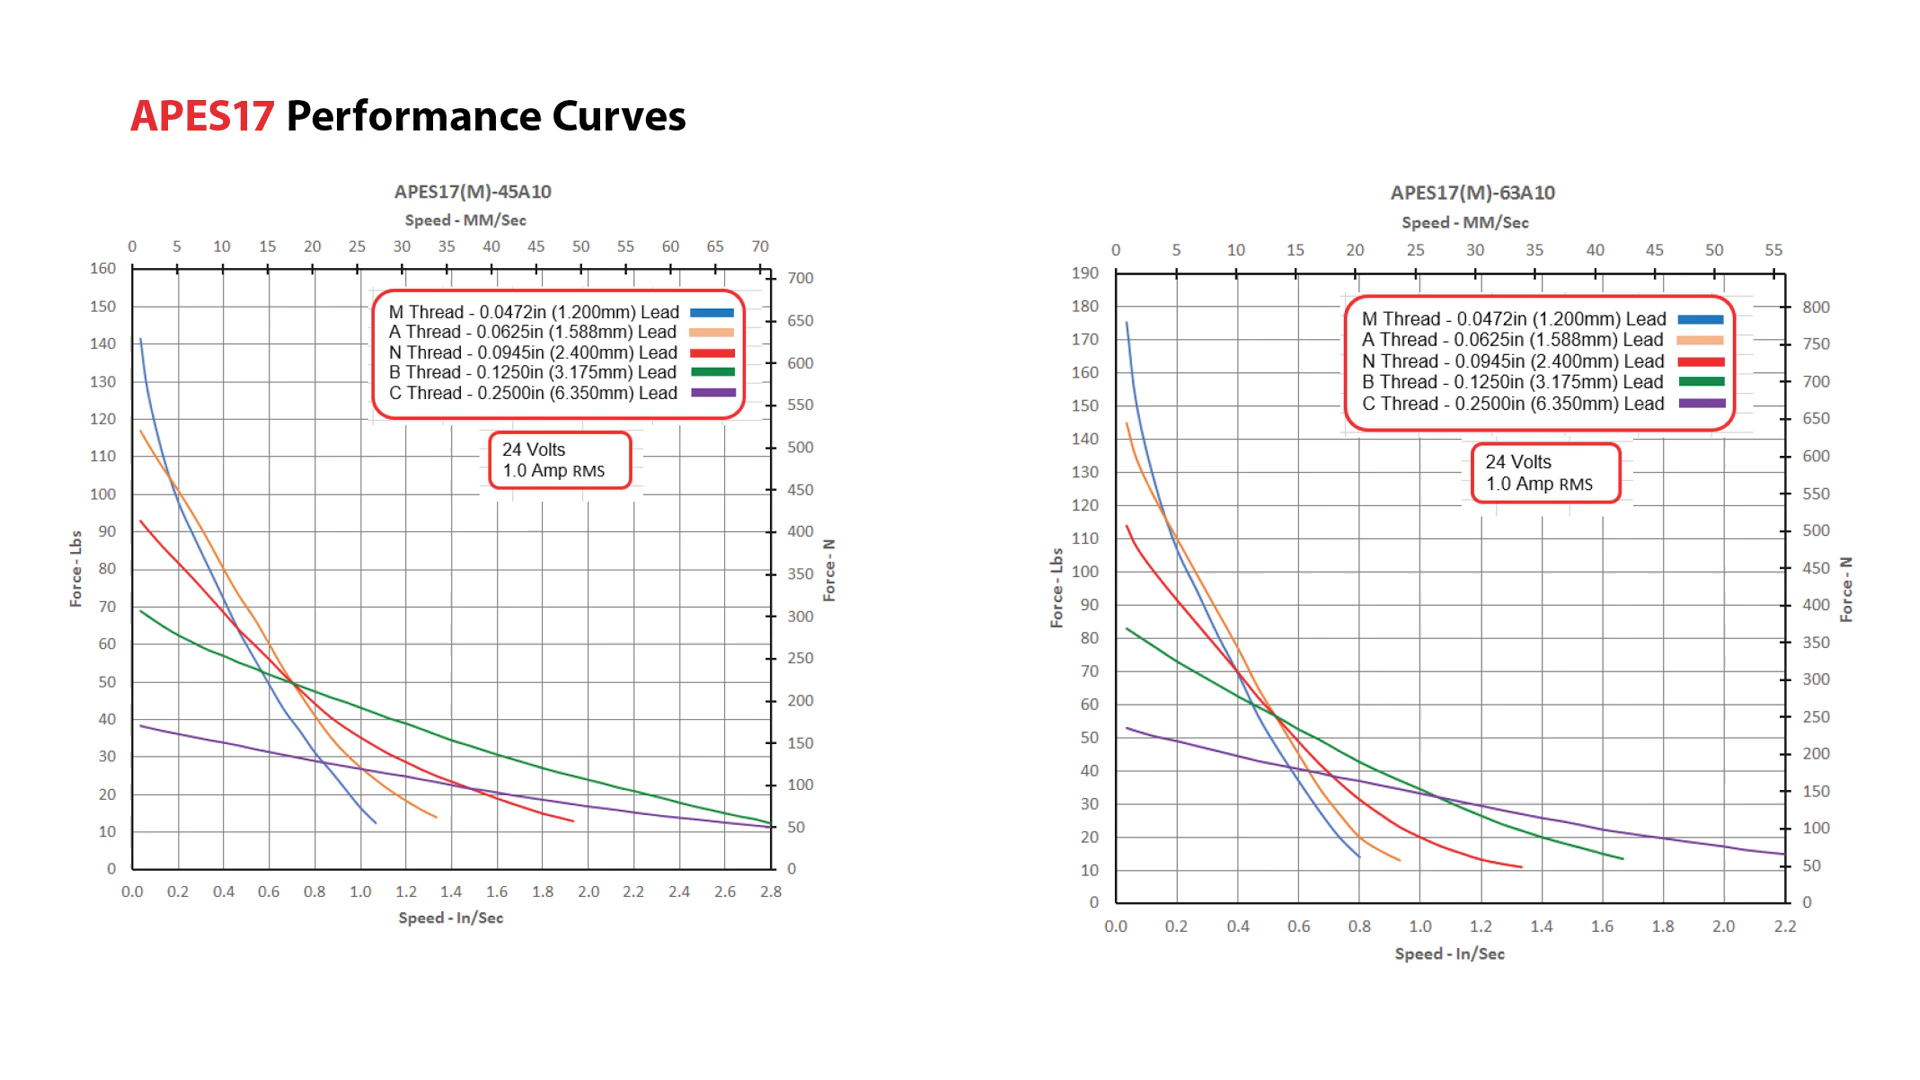 APES17 Performance Curves
APES17(M)-45A10
Speed - MM/Sec
0 5 10 15 20 25 30 35 40 45 50 55 60 65 70
160
150
140
130
120
110
100
90
80
70
60
50
40
30
20
10
0
Force - Lbs
M Thread - 0.0472in (1.200mm) Lead
A Thread - 0.0625in (1.588mm) Lead
N Thread - 0.0945in (2.400mm) Lead
B Thread - 0.1250in (3.175mm) Lead
C Thread - 0.2500in (6.350mm) Lead
24 Volts
1.0 Amp RMS
700
650
600
550
500
450
400
350
300
250
200
150
100
50
0
Force - N
0.0 0.2 0.4 0.6 0.8 1.0 1.2 1.4 1.6 1.8 2.0 2.2 2.4 2.6 2.8
Speed - In/Sec
APES17(M)-63A10
Speed - MM/Sec
0 5 10 15 20 25 30 35 40 45 50 55
190
180
170
160
150
140
130
120
110
100
90
80
70
60
50
40
30
20
10
0
Force - Lbs
M Thread - 0.0472in (1.200mm) Lead
A Thread - 0.0625in (1.588mm) Lead
N Thread - 0.0945in (2.400mm) Lead
B Thread - 0.1250in (3.175mm) Lead
C Thread - 0.2500in (6.350mm) Lead
24 Volts
1.0 Amp RMS
800
750
700
650
600
550
500
450
400
350
300
250
200
150
100
50
0
Force - N
0.0 0.2 0.4 0.6 0.8 1.0 1.2 1.4 1.6 1.8 2.0 2.2
Speed - In/Sec